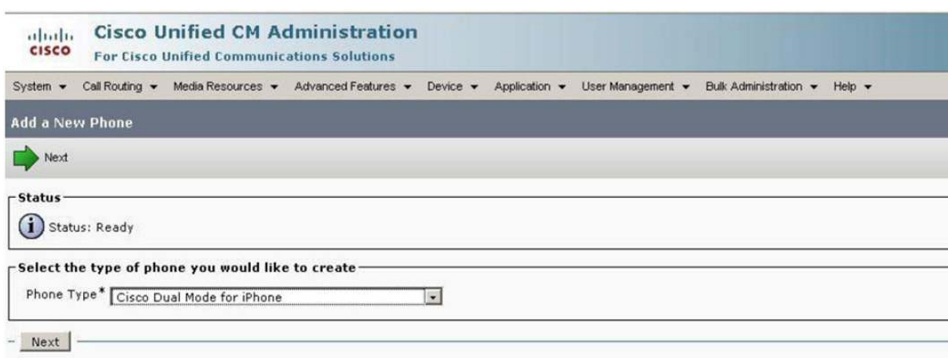 CISCO
Cisco Unified CM Administration
For Cisco Unified Communications Solutions
System Call Routing Media Resources Advanced Features Device Application User Management Bulk Administration Help
Add a New Phone
Next
Status
Status: Ready
Select the type of phone you would like to create
Phone Type* Cisco Dual Mode for iPhone
Next